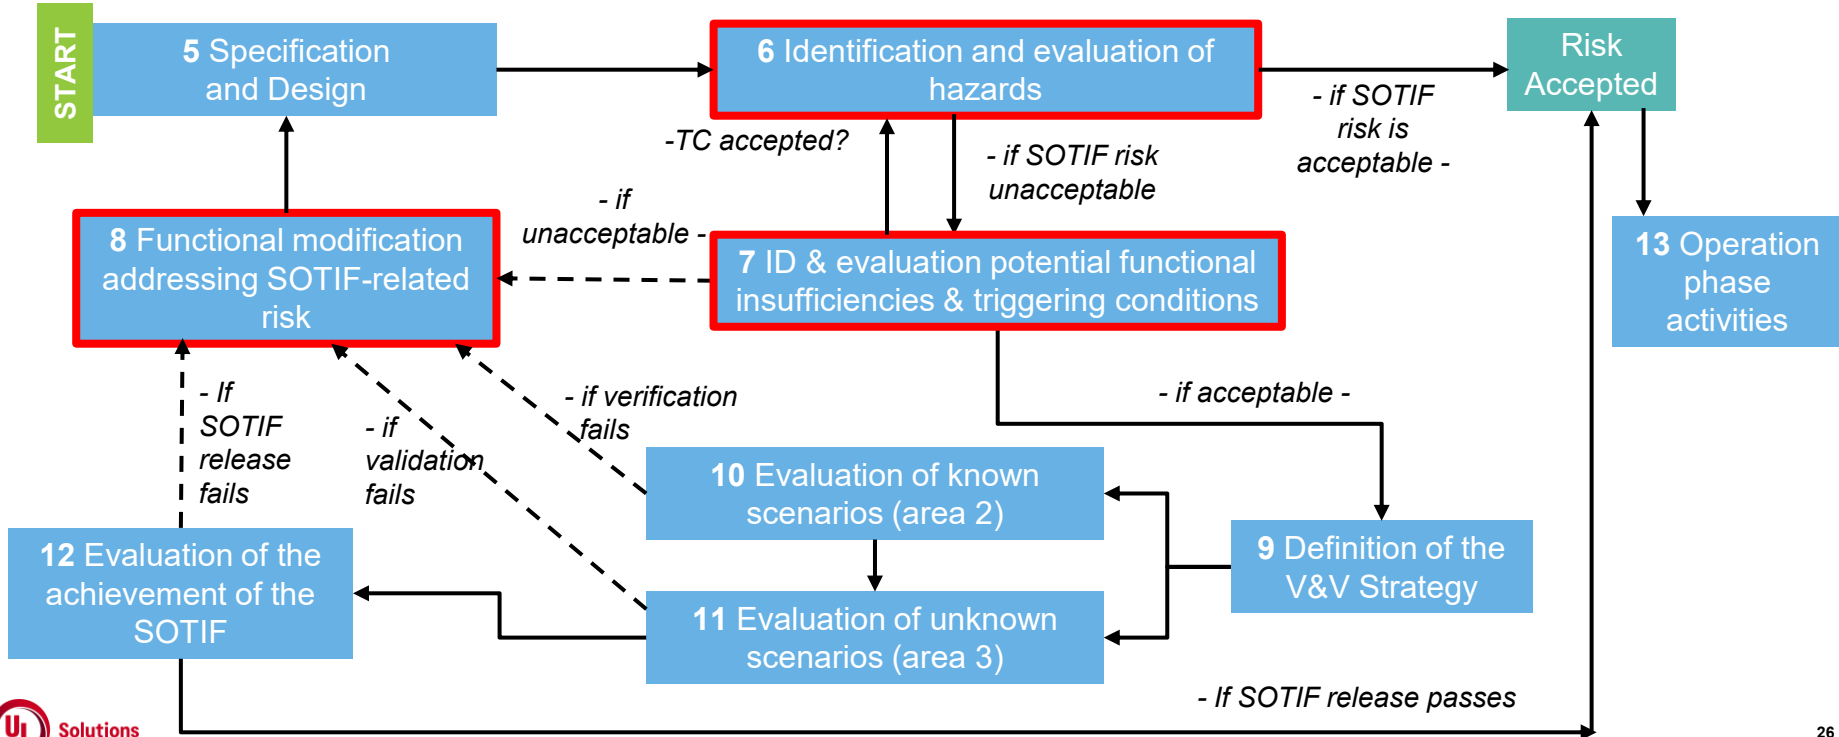 START
5 Specification
and Design
6 Identification and evaluation of
hazards
Risk
Accepted
- if SOTIF
risk is
acceptable -
-TC accepted?
- if SOTIF risk
unacceptable
- if
unacceptable -
8 Functional modification
addressing SOTIF-related
risk
7 ID & evaluation potential functional
insufficiencies & triggering conditions
13 Operation
phase
activities
- If
SOTIF
release
fails
- if
validation
fails
- if verification
fails
- if acceptable -
10 Evaluation of known
scenarios (area 2)
9 Definition of the
V&V Strategy
12 Evaluation of the
achievement of the
SOTIF
11 Evaluation of unknown
scenarios (area 3)
- If SOTIF release passes
UL Solutions
26